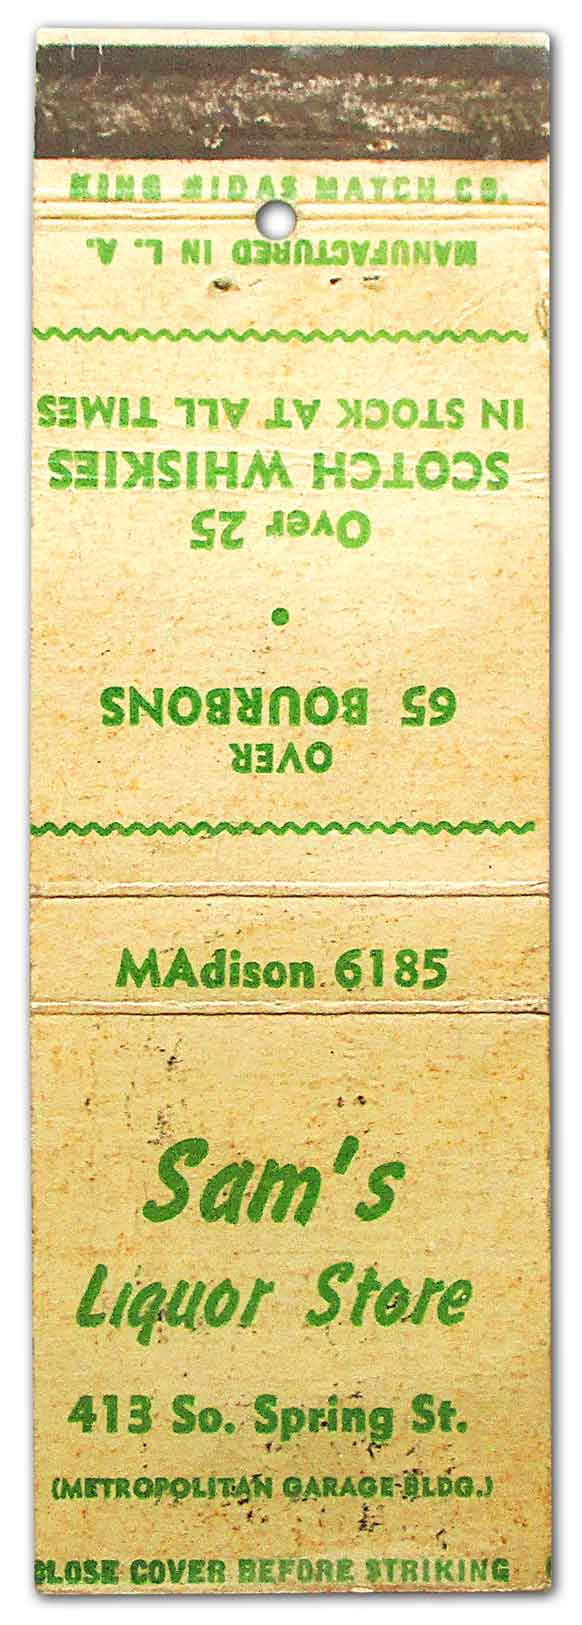 KING MIDAS MATCH CO.
MANUFACTURED IN L. A.
OVER
65 BOURBONS
•
Over 25
SCOTCH WHISKIES
IN STOCK AT ALL TIMES
MAdison 6185
Sam's
Liquor Store
413 So. Spring St.
(METROPOLITAN GARAGE BLDG.)
CLOSE COVER BEFORE STRIKING